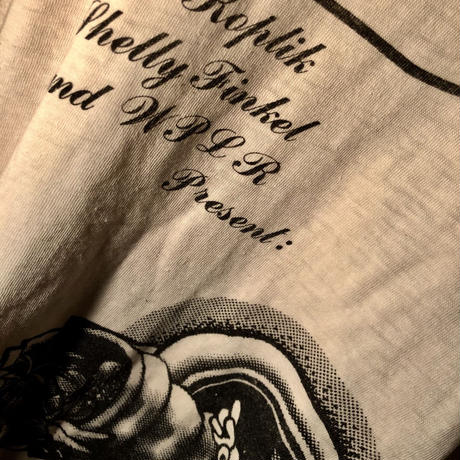 Koplik
Shelly Finkel
and WPLR
Present: